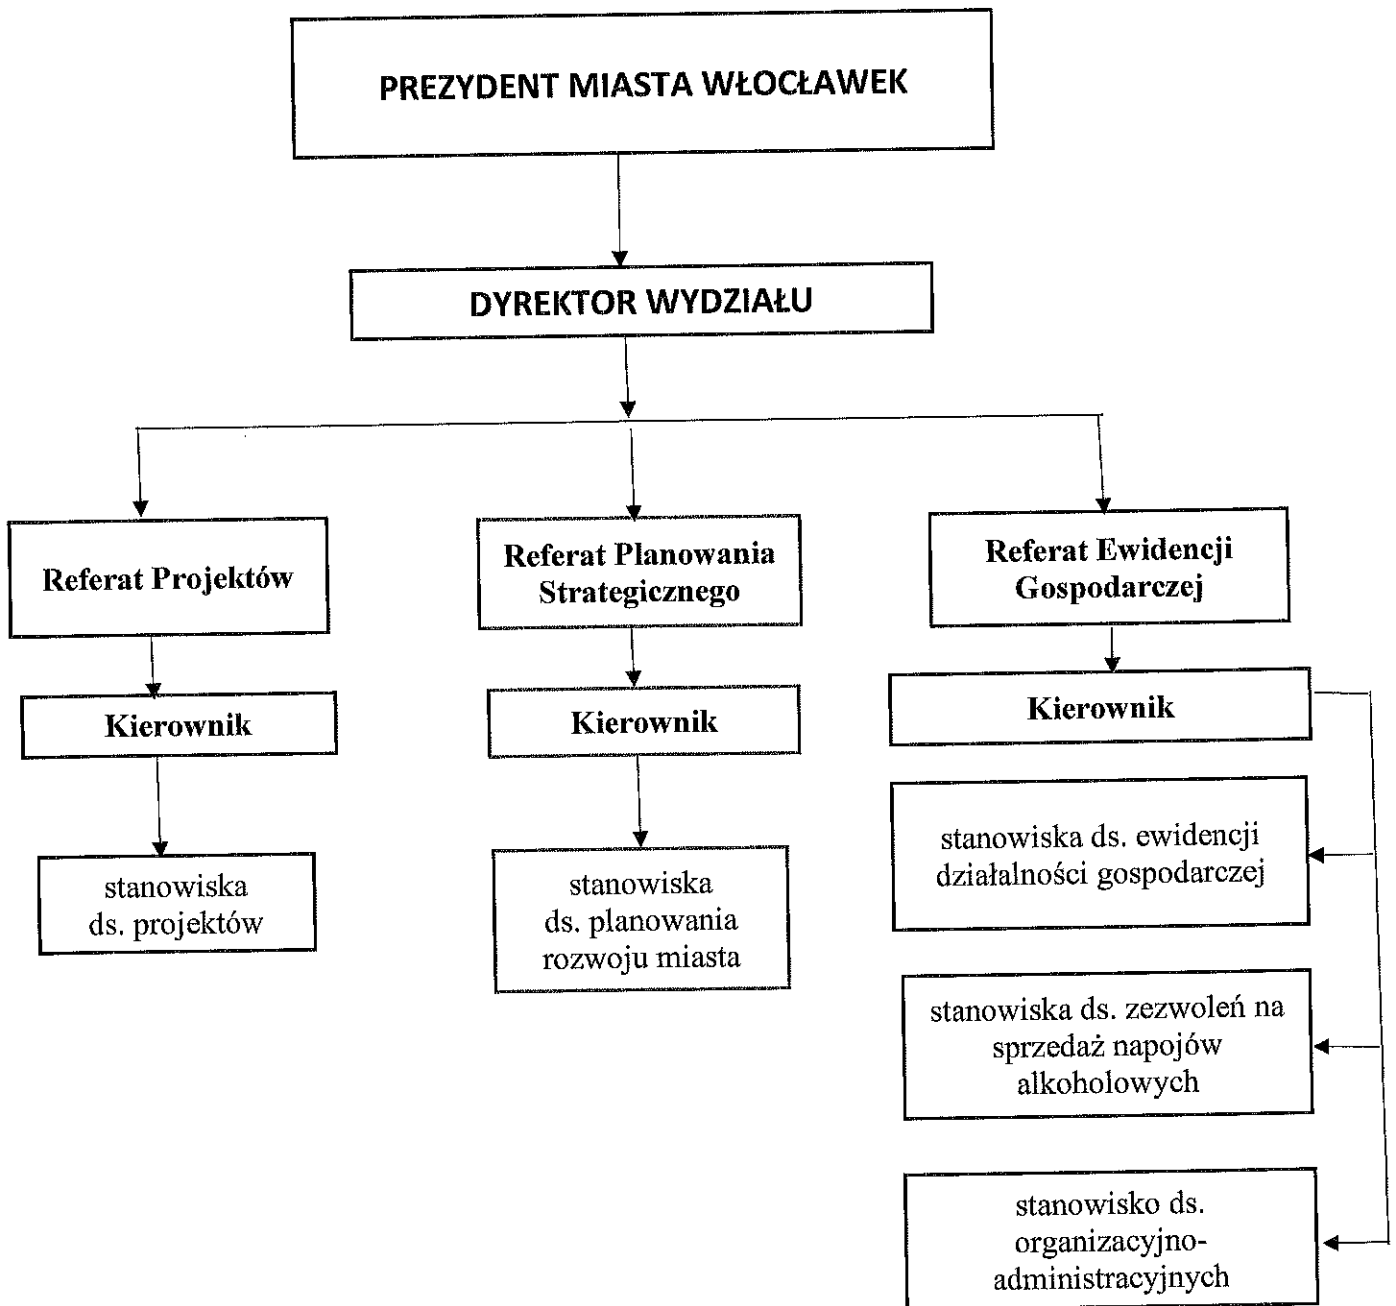 PREZYDENT MIASTA WŁOCŁAWEK
DYREKTOR WYDZIAŁU
Referat Projektów
Referat Planowania
Strategicznego
Referat Ewidencji
Gospodarczej
Kierownik
Kierownik
Kierownik
stanowiska
ds. projektów
stanowiska
ds. planowania
rozwoju miasta
stanowiska ds. ewidencji
działalności gospodarczej
stanowiska ds. zezwoleń na
sprzedaż napojów
alkoholowych
stanowisko ds.
organizacyjno-
administracyjnych